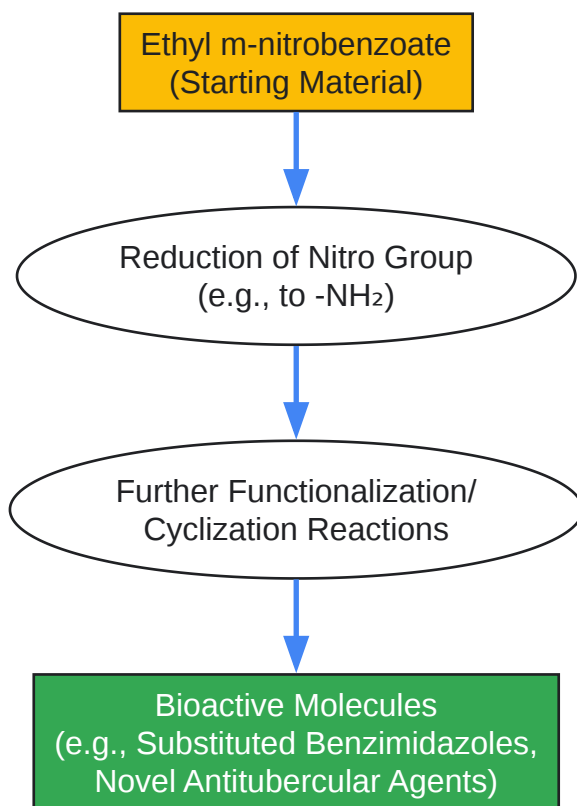 Ethyl m-nitrobenzoate
(Starting Material)
Reduction of Nitro Group
(e.g., to -NH₂)
Further Functionalization/
Cyclization Reactions
Bioactive Molecules
(e.g., Substituted Benzimidazoles,
Novel Antitubercular Agents)